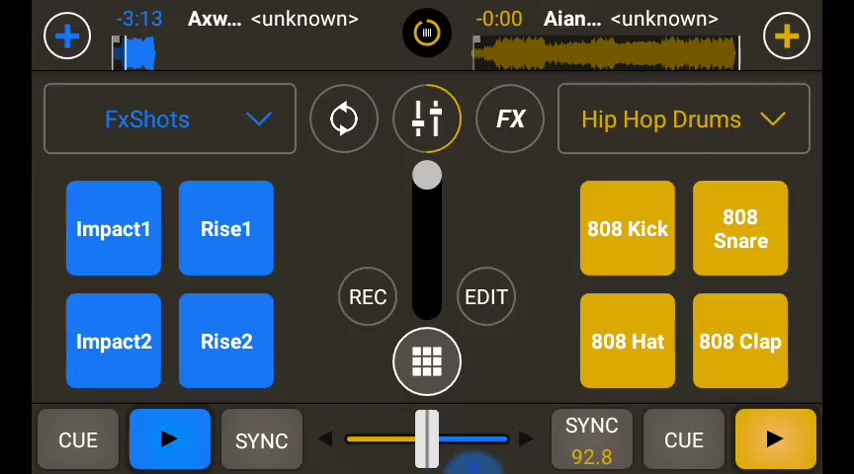 -3:13 Axw... <unknown>
-0:00 Aian... <unknown>
FxShots
FX
Hip Hop Drums
Impact1
Rise1
808 Kick
808
Snare
REC
EDIT
Impact2
Rise2
808 Hat
808 Clap
CUE
SYNC
SYNC
92.8
CUE